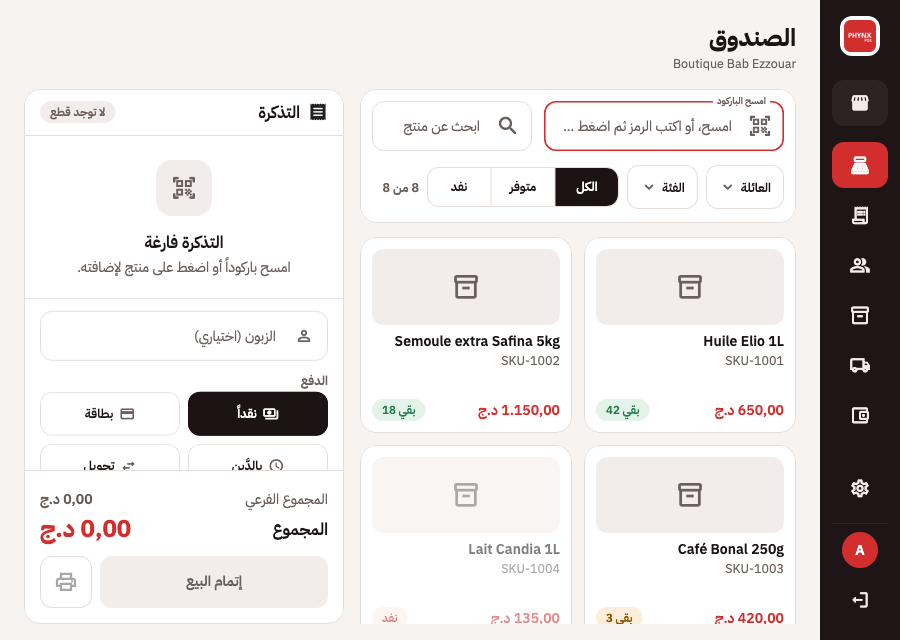 PHYNX
POS
الصندوق
Boutique Bab Ezzouar
امسح الباركود
امسح، أو اكتب الرمز ثم اضغط ...
ابحث عن منتج
العائلة
الفئة
الكل
متوفر
نفد
8 من 8
Huile Elio 1L
SKU-1001
650,00 د.ج
بقي 42
Semoule extra Safina 5kg
SKU-1002
1.150,00 د.ج
بقي 18
Café Bonal 250g
SKU-1003
420,00 د.ج
بقي 3
Lait Candia 1L
SKU-1004
135,00 د.ج
نفد
التذكرة
لا توجد قطع
التذكرة فارغة
امسح باركوداً أو اضغط على منتج لإضافته.
الزبون (اختياري)
الدفع
نقداً
بطاقة
بالدَّين
تحويل
المجموع الفرعي
0,00 د.ج
المجموع
0,00 د.ج
إتمام البيع
A